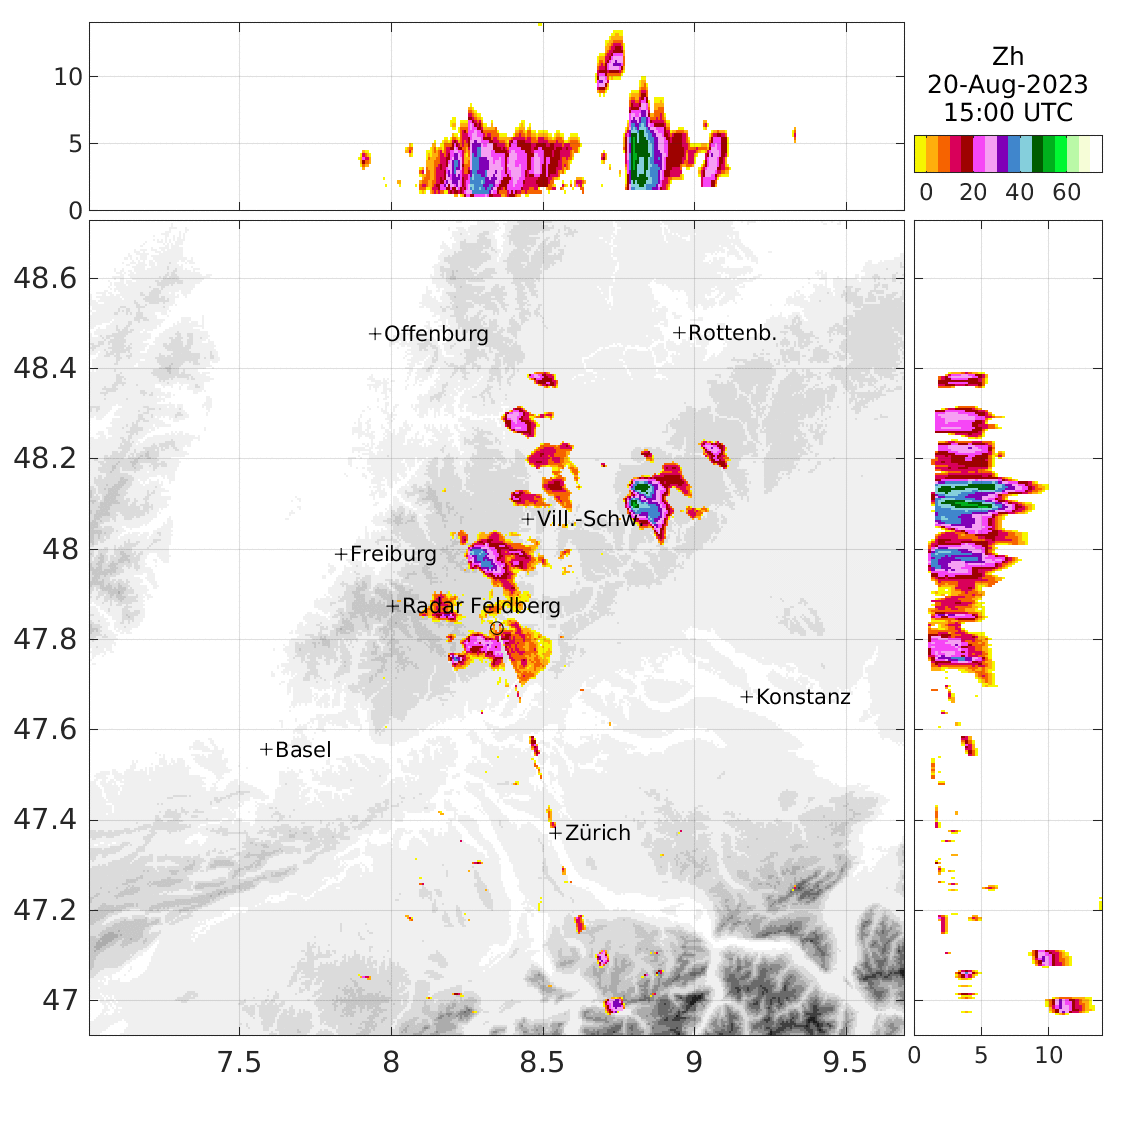 10
5
0
Zh
20-Aug-2023
15:00 UTC
0 20 40 60
48.6
48.4
48.2
48
47.8
47.6
47.4
47.2
47
+Offenburg
+Rottenb.
+Vill.-Schw.
+Freiburg
+Radar Feldberg
+Konstanz
+Basel
+Zürich
7.5 8 8.5 9 9.5
0 5 10